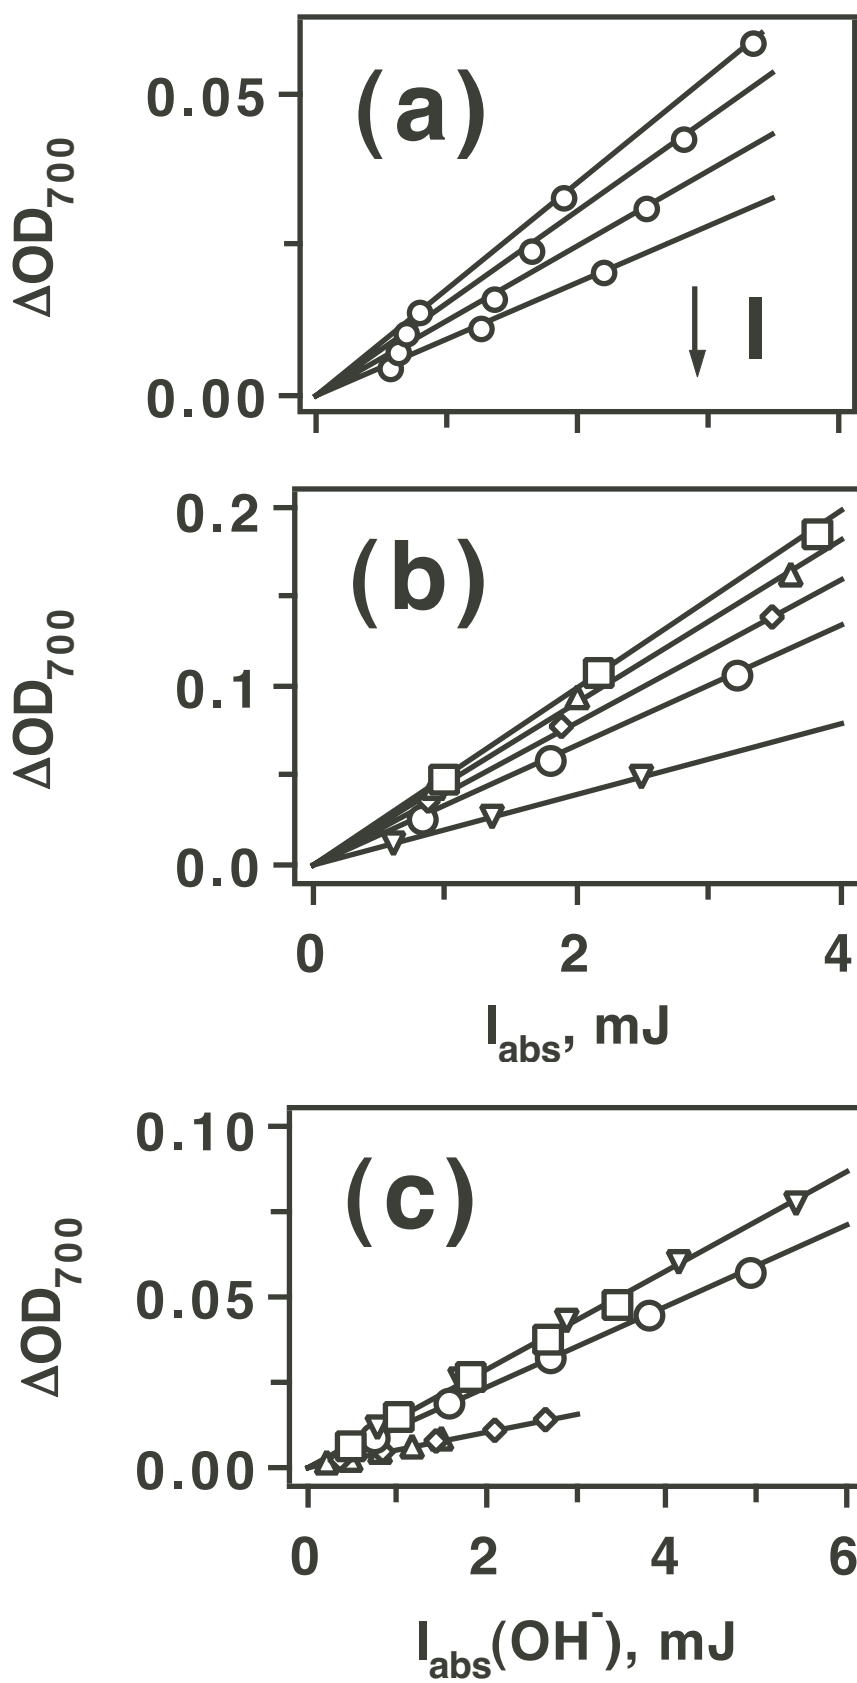 (a)
0.05
ΔOD700
0.00
I
(b)
0.2
0.1
ΔOD700
0.0
0 2 4
Iabs, mJ
(c)
0.10
0.05
ΔOD700
0.00
0 2 4 6
Iabs(OH-), mJ